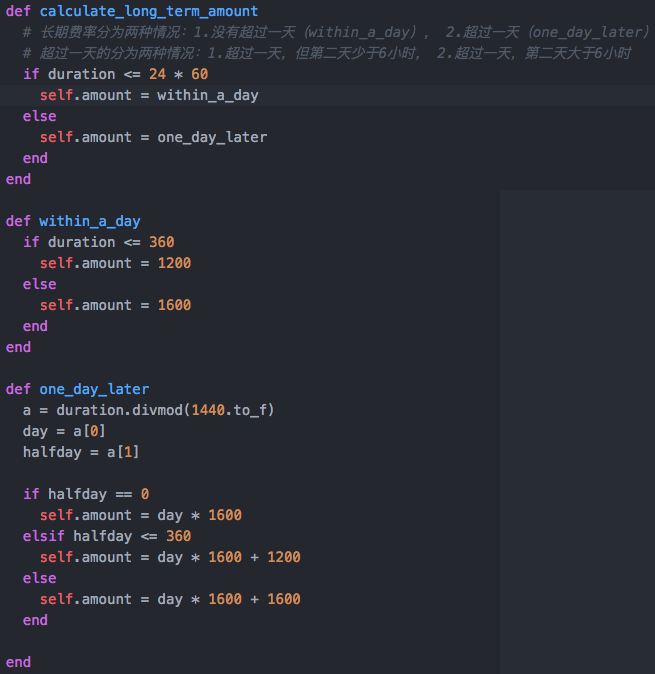 def calculate_long_term_amount
  # 长期费率分为两种情况：1.没有超过一天（within_a_day）， 2.超过一天（one_day_later）
  # 超过一天的分为两种情况：1.超过一天，但第二天少于6小时， 2.超过一天，第二天大于6小时
  if duration <= 24 * 60
    self.amount = within_a_day
  else
    self.amount = one_day_later
  end
end

def within_a_day
  if duration <= 360
    self.amount = 1200
  else
    self.amount = 1600
  end
end

def one_day_later
  a = duration.divmod(1440.to_f)
  day = a[0]
  halfday = a[1]

  if halfday == 0
    self.amount = day * 1600
  elsif halfday <= 360
    self.amount = day * 1600 + 1200
  else
    self.amount = day * 1600 + 1600
  end

end